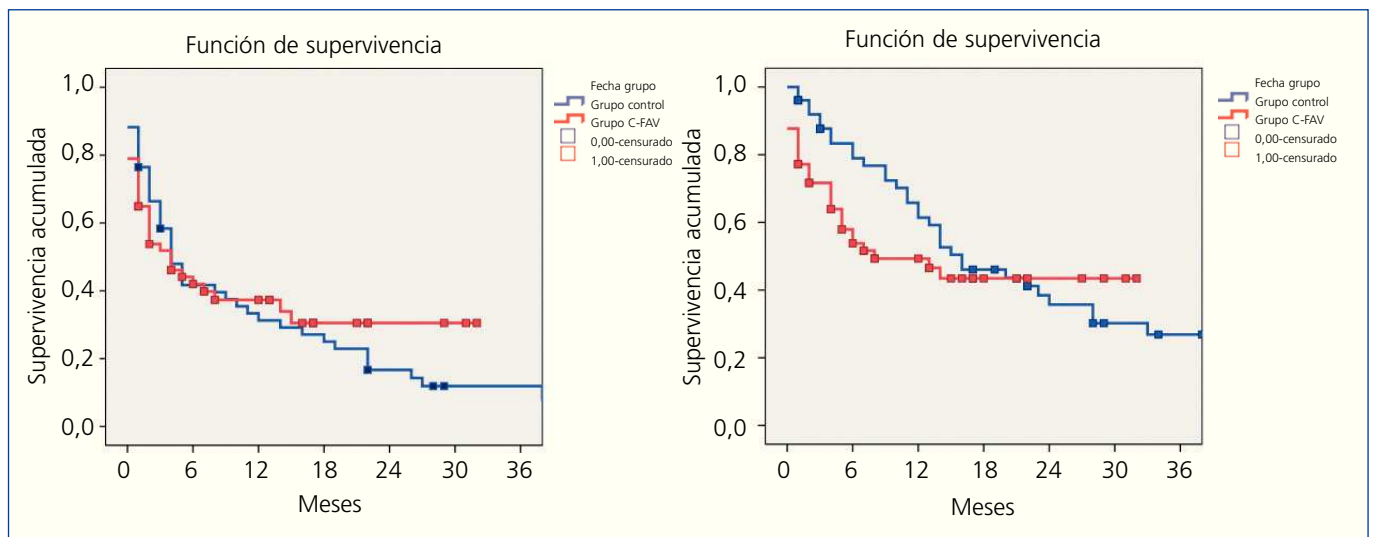 Función de supervivencia
Supervivencia acumulada
1,0
0,8
0,6
0,4
0,2
0,0
0 6 12 18 24 30 36
Meses
Fecha grupo
Grupo control
Grupo C-FAV
0,00-censurado
1,00-censurado
Función de supervivencia
Supervivencia acumulada
1,0
0,8
0,6
0,4
0,2
0,0
0 6 12 18 24 30 36
Meses
Fecha grupo
Grupo control
Grupo C-FAV
0,00-censurado
1,00-censurado